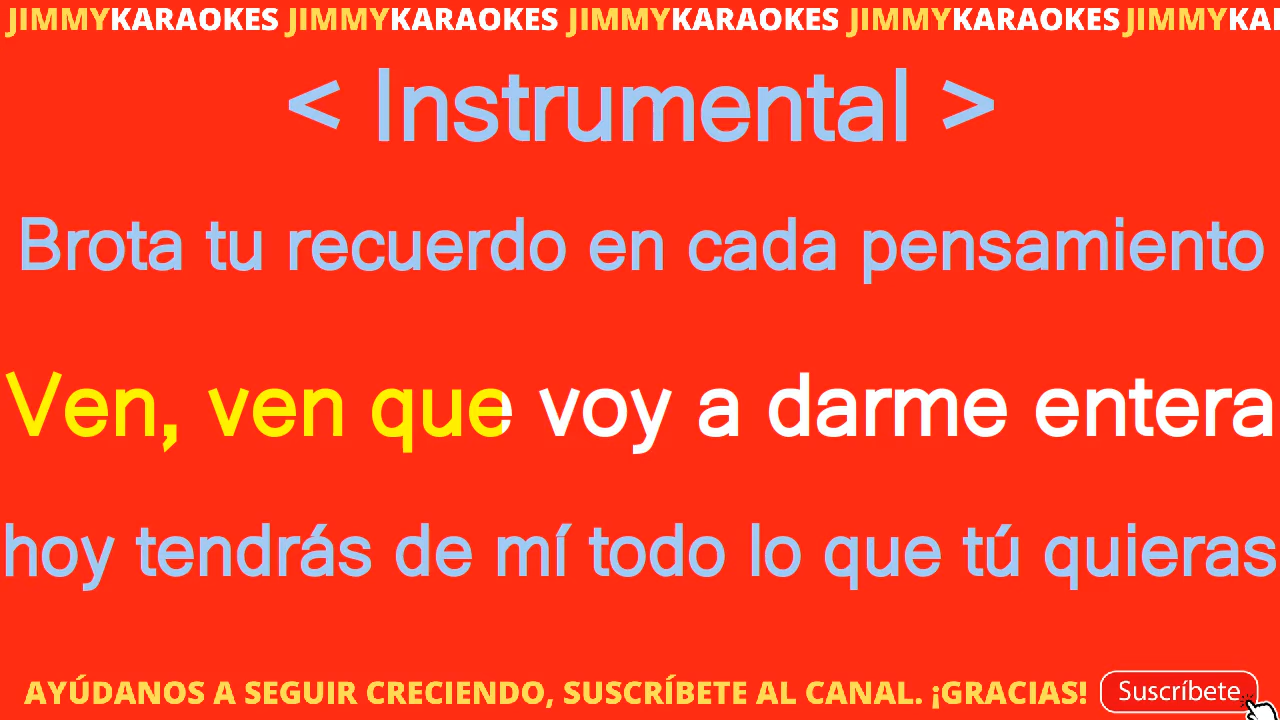 JIMMYKARAOKES JIMMYKARAOKES JIMMYKARAOKES JIMMYKARAOKES JIMMYKA
< Instrumental >
Brota tu recuerdo en cada pensamiento
Ven, ven que voy a darme entera
hoy tendrás de mí todo lo que tú quieras
AYÚDANOS A SEGUIR CRECIENDO, SUSCRÍBETE AL CANAL. ¡GRACIAS! Suscríbete